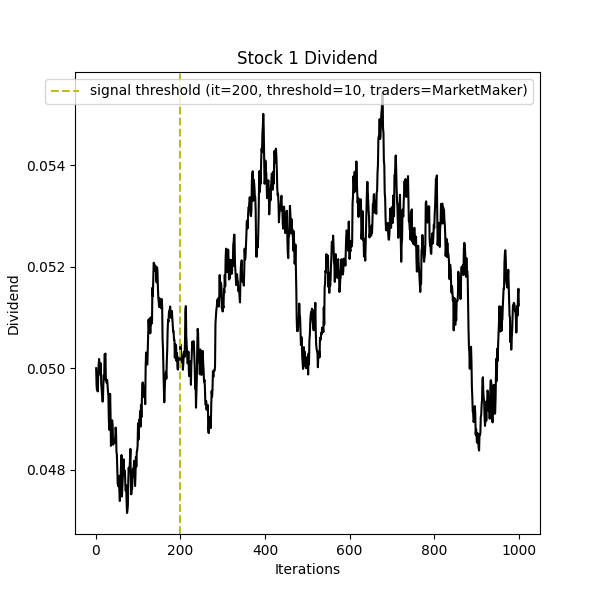 Stock 1 Dividend
signal threshold (it=200, threshold=10, traders=MarketMaker)
0.054
0.052
0.050
0.048
Dividend
0 200 400 600 800 1000
Iterations